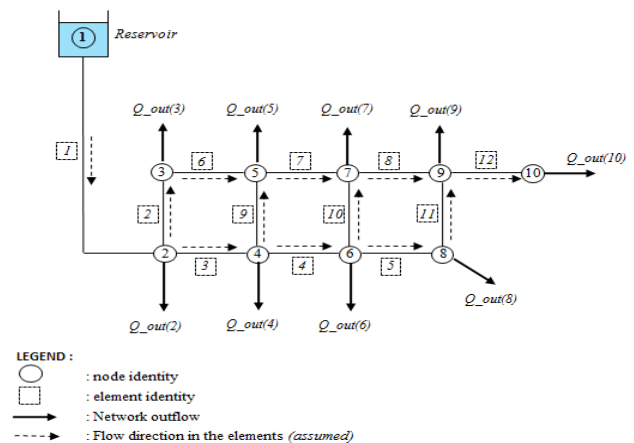 1
Reservoir
Q_out(3)
Q_out(5)
Q_out(7)
Q_out(9)
1
6
7
8
12
Q_out(10)
3
5
7
9
10
2
9
10
11
2
4
6
8
3
4
5
Q_out(8)
Q_out(2)
Q_out(4)
Q_out(6)
LEGEND :
: node identity
: element identity
: Network outflow
: Flow direction in the elements (assumed)